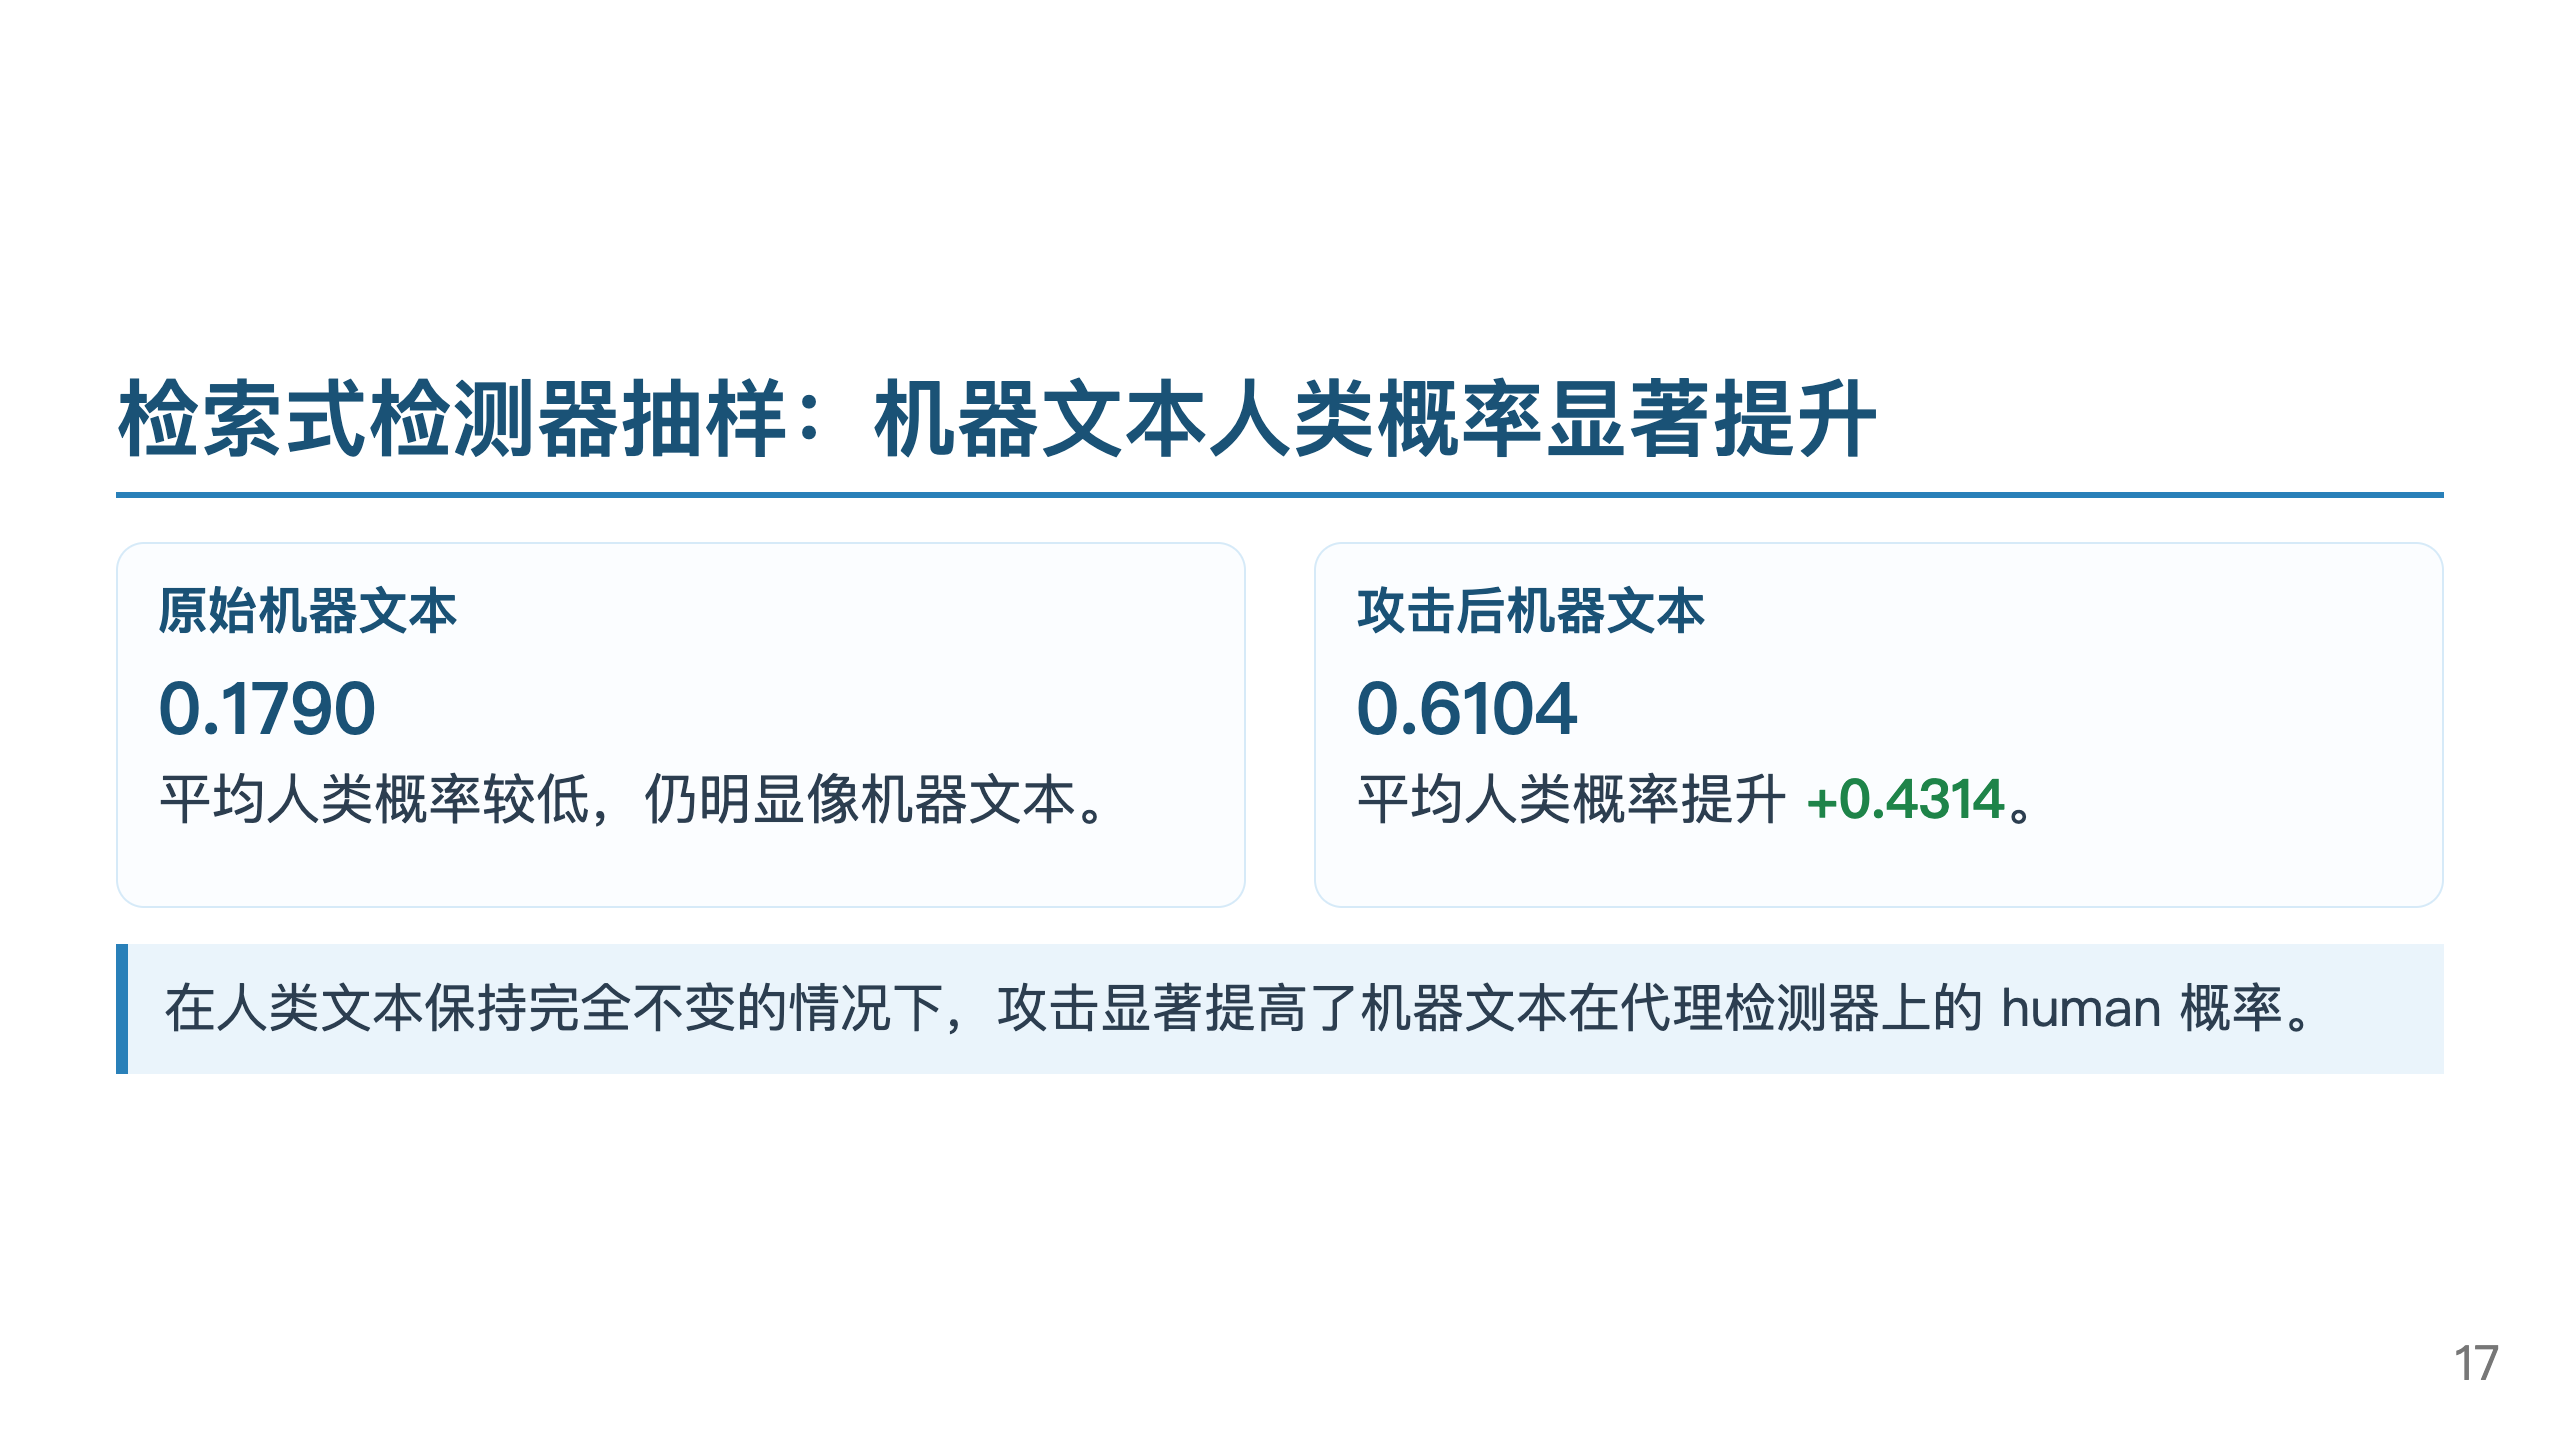 检索式检测器抽样：机器文本人类概率显著提升
原始机器文本
0.1790
平均人类概率较低，仍明显像机器文本。
攻击后机器文本
0.6104
平均人类概率提升 +0.4314。
在人类文本保持完全不变的情况下，攻击显著提高了机器文本在代理检测器上的 human 概率。
17